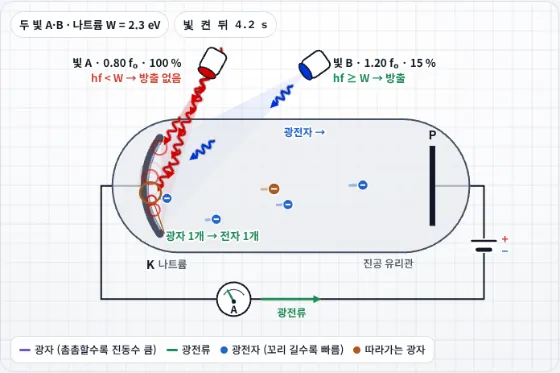 두 빛 A·B · 나트륨 W = 2.3 eV
빛 켠 뒤 4.2 s
빛 A · 0.80 f₀ · 100 %
hf < W → 방출 없음
빛 B · 1.20 f₀ · 15 %
hf ≥ W → 방출
광전자 →
P
광자 1개 → 전자 1개
K 나트륨
진공 유리관
+
−
A
광전류
광자 (촘촘할수록 진동수 큼)
광전류
광전자 (꼬리 길수록 빠름)
따라가는 광자